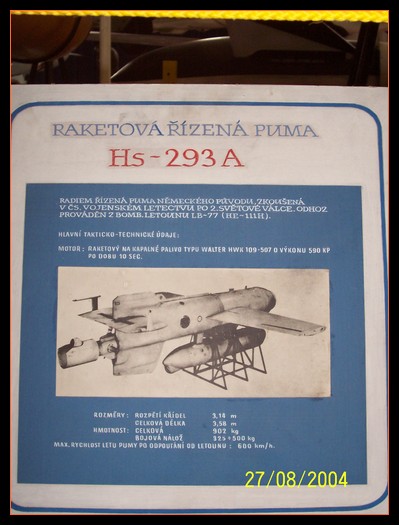 RAKETOVÁ ŘÍZENÁ PUMA
Hs-293A
RADIEM ŘÍZENÁ PUMA NĚMECKÉHO PŮVODU, ZKOUŠENÁ
V ČS. VOJENSKÉM LETECTVU PO 2. SVĚTOVÉ VÁLCE. ODHOZ
PROVÁDĚN Z BOMB. LETOUNU LB-77 (HE-111H).
HLAVNÍ TAKTICKO-TECHNICKÉ ÚDAJE:
MOTOR: RAKETOVÝ NA KAPALNÉ PALIVO TYPU WALTER HWK 109-507 O VÝKONU 590 KP
PO DOBU 10 SEC.
ROZMĚRY: ROZPĚTÍ KŘÍDEL 3,14 m
CELKOVÁ DÉLKA 3,58 m
HMOTNOST: CELKOVÁ 902 kg
BOJOVÁ NÁLOŽ 325÷500 kg
MAX. RYCHLOST LETU PUMY PO ODPOUTÁNÍ OD LETOUNU: 600 km/h.
27/08/2004